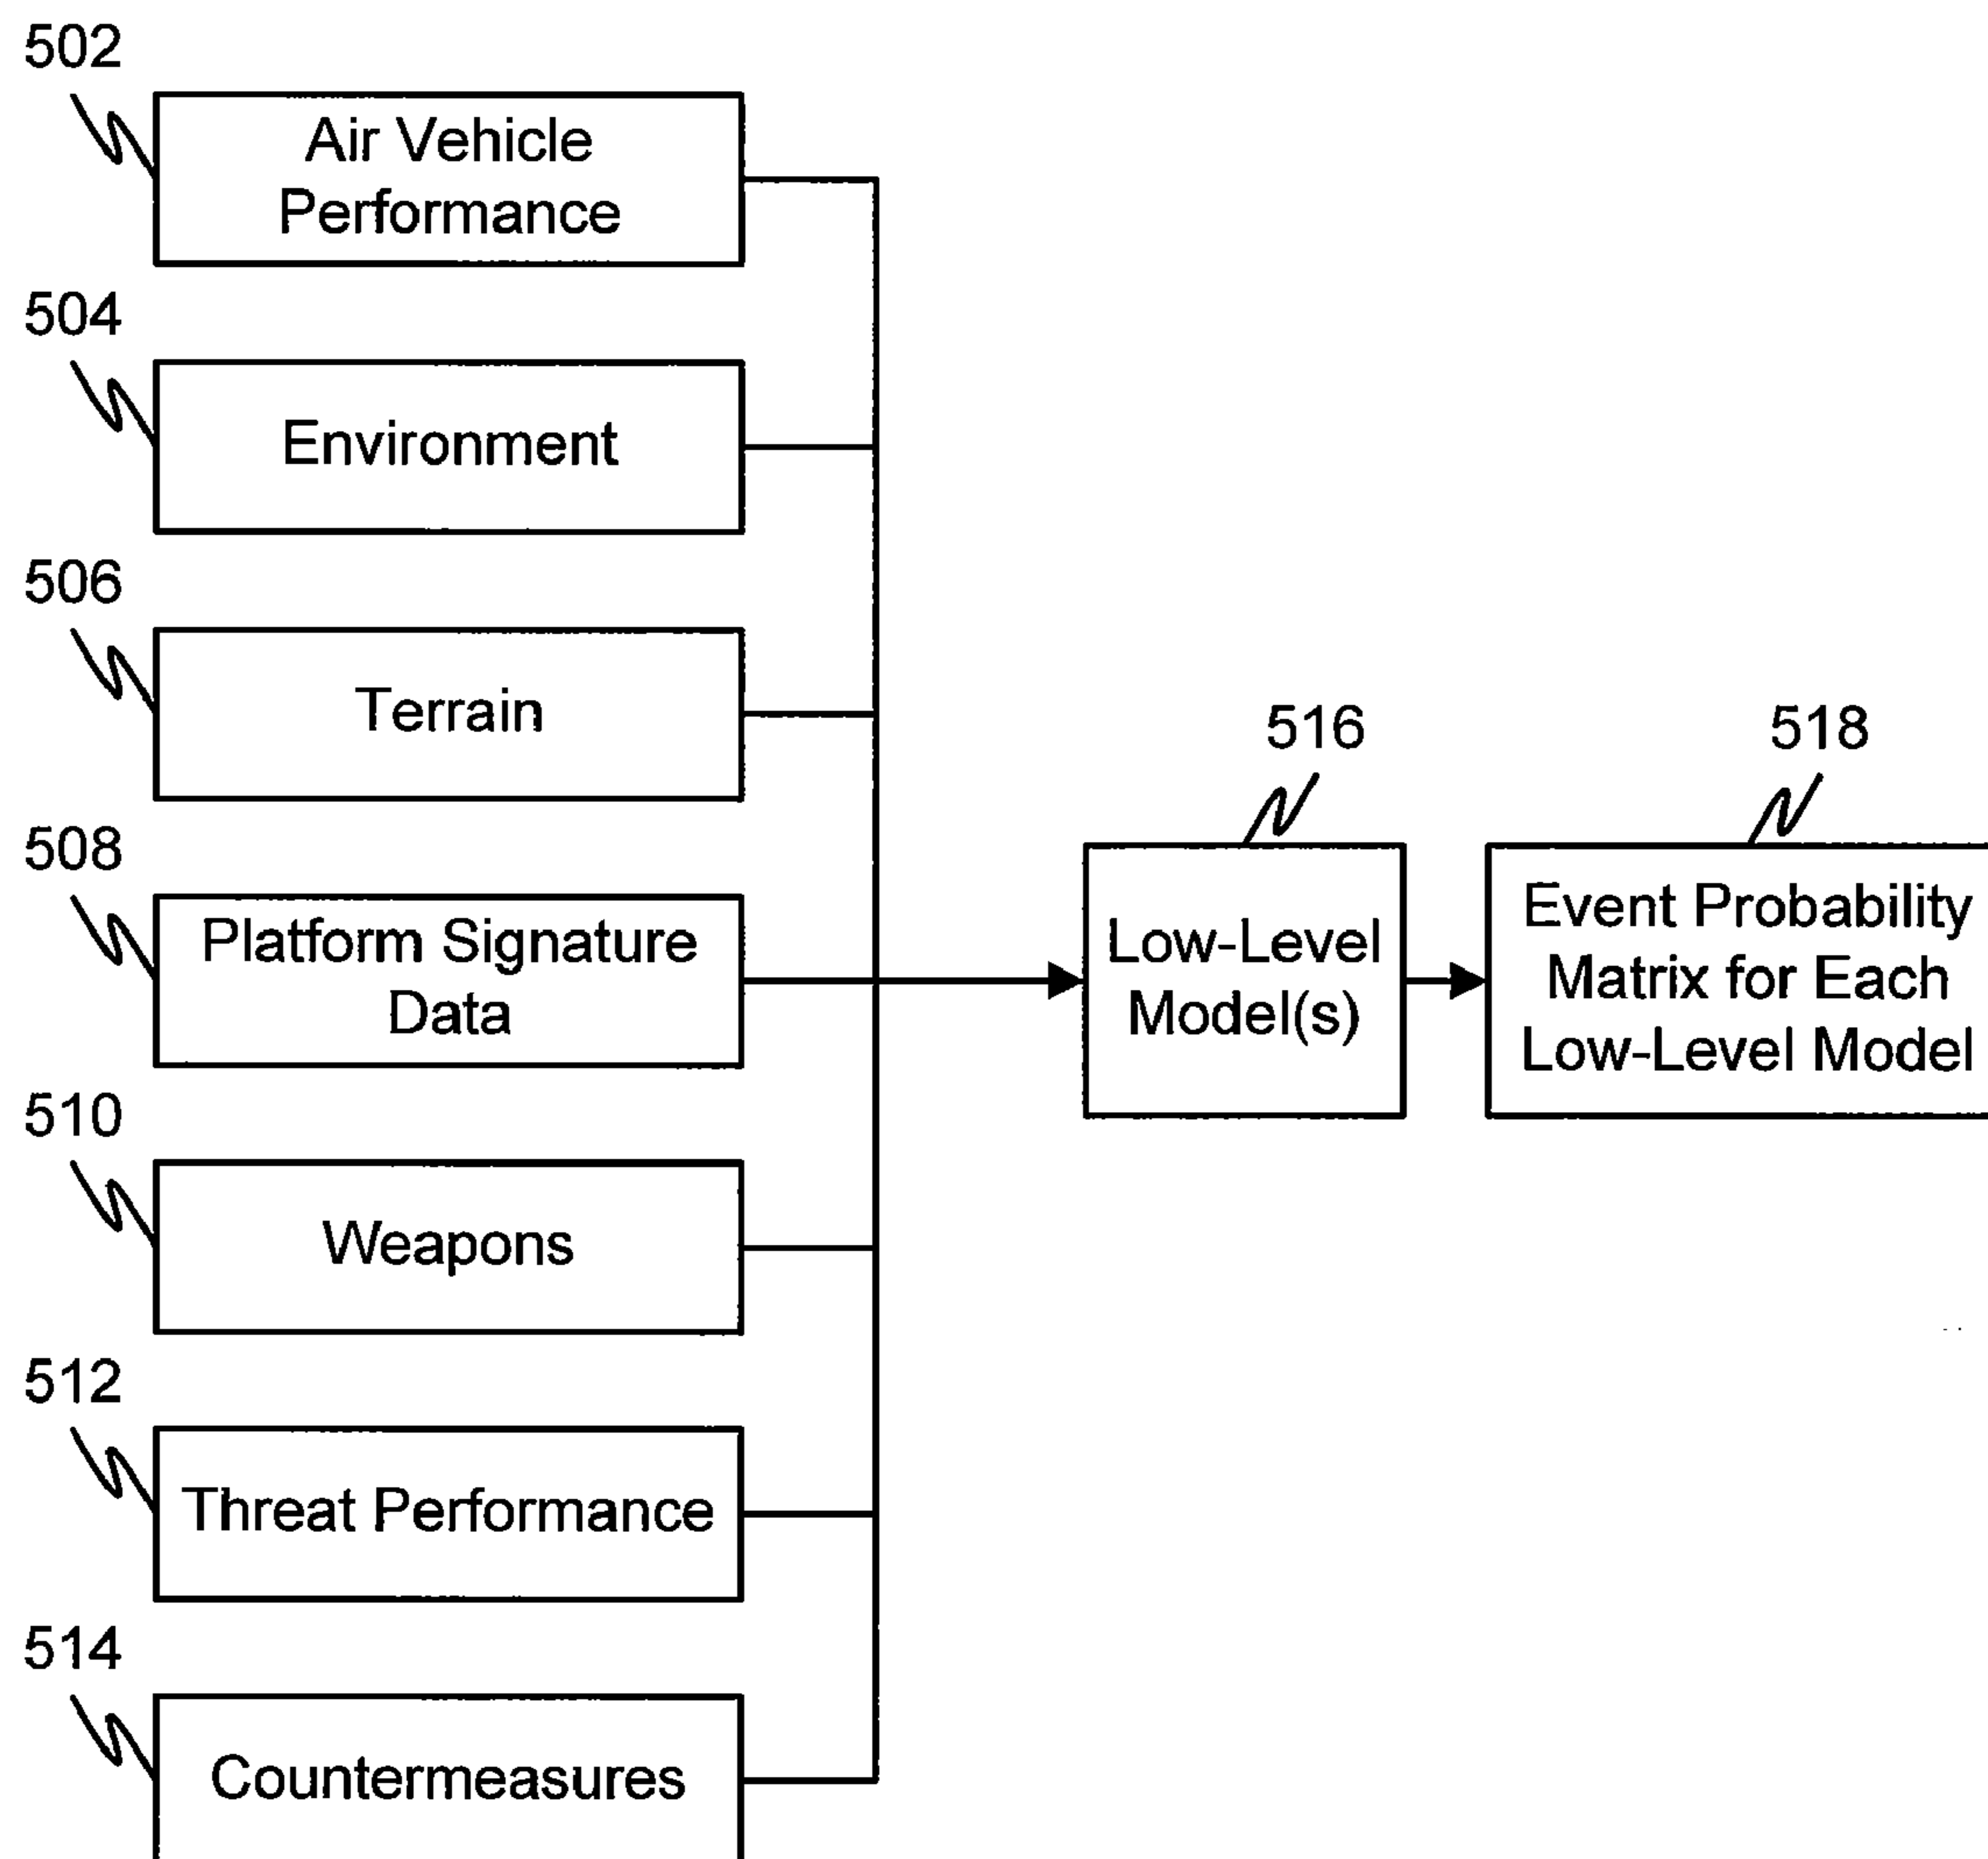 502
Air Vehicle
Performance
504
Environment
506
Terrain
508
Platform Signature
Data
510
Weapons
512
Threat Performance
514
Countermeasures
516
Low-Level
Model(s)
518
Event Probability
Matrix for Each
Low-Level Model